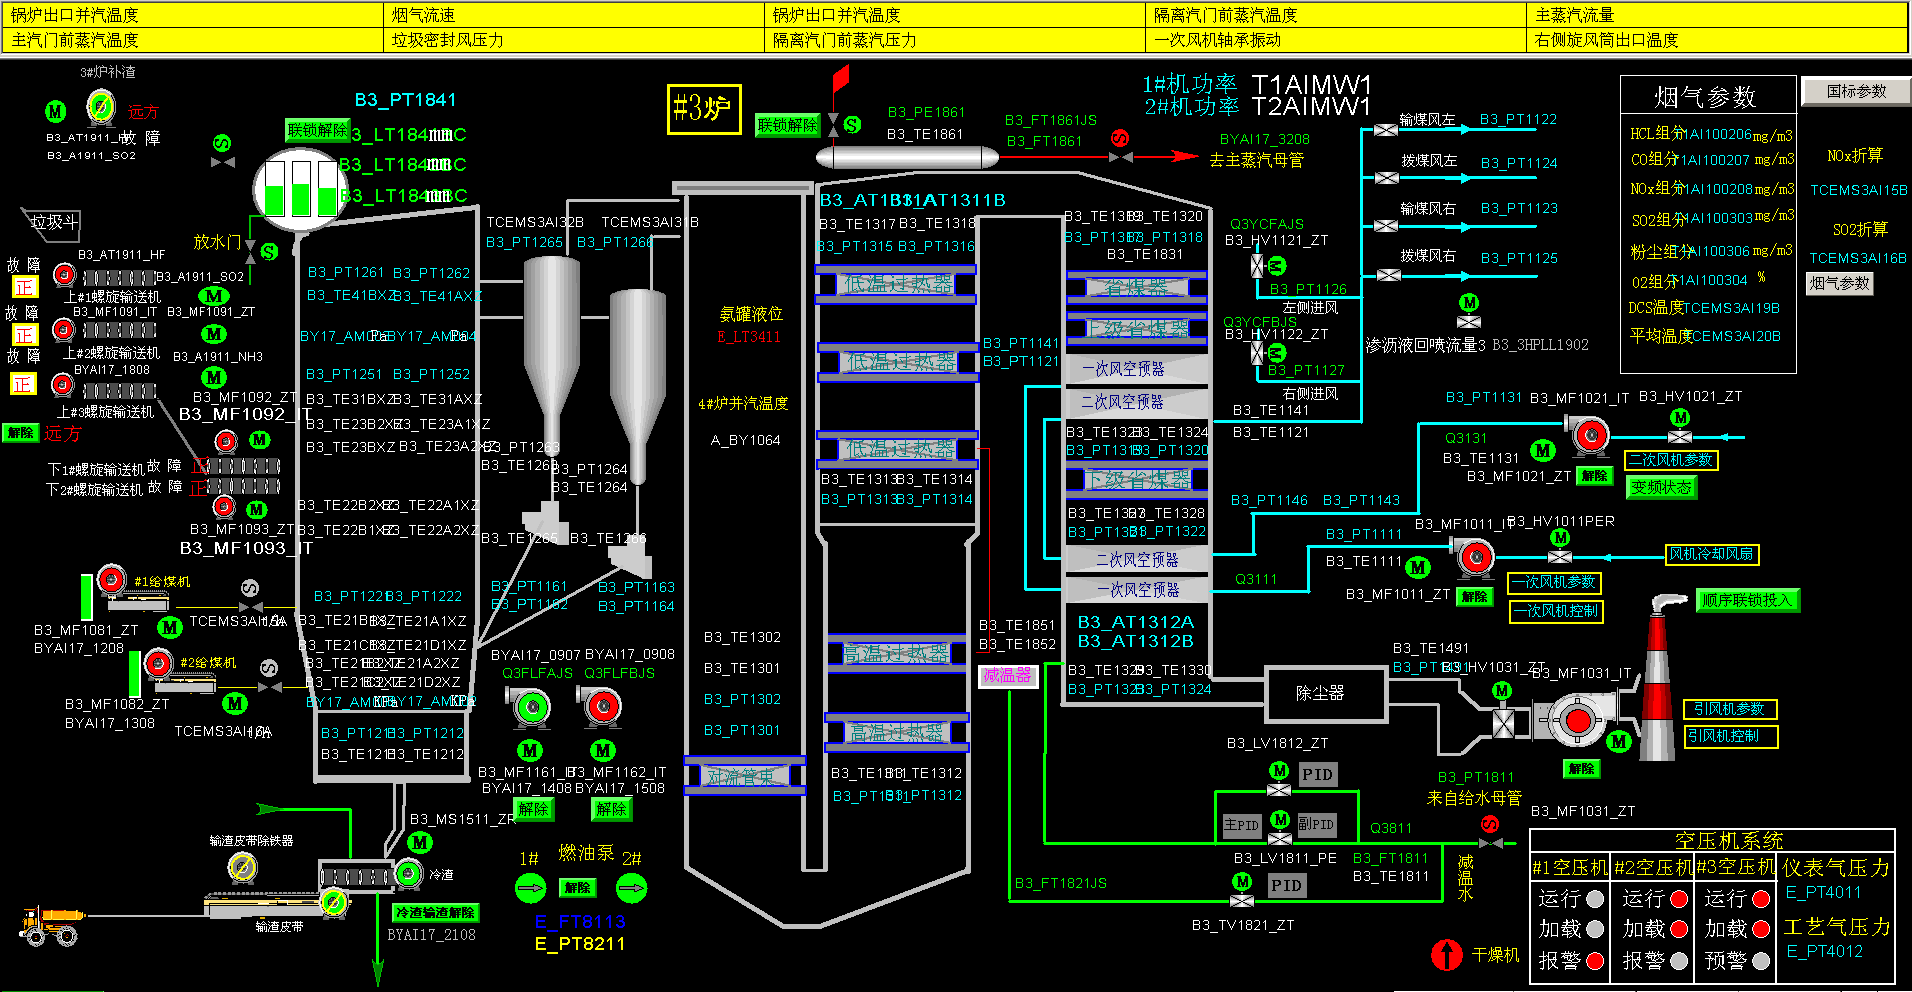 锅炉出口并汽温度 烟气流速 锅炉出口并汽温度 隔离汽门前蒸汽温度 主蒸汽流量
主汽门前蒸汽温度 垃圾密封风压力 隔离汽门前蒸汽压力 一次风机轴承振动 右侧旋风筒出口温度
3#炉补渣
远方
B3_A1911_SO2
故 障
B3_PT1841
联锁解除
#3炉
联锁解除
B3_PE1861
B3_TE1861
B3_FT1861JS
B3_FT1861
BYAI17_3208
去主蒸汽母管
1#机功率 T1AIMW1
2#机功率 T2AIMW1
输煤风左 B3_PT1122
拨煤风左 B3_PT1124
输煤风右 B3_PT1123
拨煤风右 B3_PT1125
烟气参数
HCL组分 1AI100206 mg/m3
CO组分 1AI100207 mg/m3
NOx组分 1AI100208 mg/m3
SO2组分 1AI100303 mg/m3
粉尘组分 1AI100306 mg/m3
O2组分 1AI100304 %
DCS温度 TCEMS3AI19B
平均温度 CEMS3AI20B
国标参数
NOx折算
TCEMS3AI15B
SO2折算
TCEMS3AI16B
烟气参数
垃圾斗
放水门
B3_AT1911_HF
B3_A1911_SO2
故 障
正
上#1螺旋输送机
B3_MF1091_IT B3_MF1091_ZT
故 障
正
上#2螺旋输送机
B3_A1911_NH3
故 障
BYAI17_1808
正
B3_MF1092_ZT
上#3螺旋输送机
B3_MF1092_IT
解除 远方
下1#螺旋输送机 故 障 正
下2#螺旋输送机 故 障 正
B3_MF1093_ZT
B3_MF1093_IT
#1给煤机
B3_MF1081_ZT
BYAI17_1208
#2给煤机
B3_MF1082_ZT
BYAI17_1308
B3_PT1261 B3_PT1262
B3_TE41BXZ B3_TE41AXZ
B3_PT1251 B3_PT1252
B3_TE31BXZ B3_TE31AXZ
B3_TE23B2XZ B3_TE23A1XZ
B3_TE23BXZ B3_TE23A2XZ
B3_TE22B2XZ B3_TE22A1XZ
B3_TE22B1XZ B3_TE22A2XZ
B3_PT1221 B3_PT1222
B3_TE21A1XZ
B3_TE21D1XZ
B3_TE21A2XZ
B3_TE21D2XZ
B3_PT1211 B3_PT1212
B3_TE1211 B3_TE1212
TCEMS3AI32B TCEMS3AI31B
B3_PT1265 B3_PT1266
B3_PT1263
B3_TE1263
B3_PT1264
B3_TE1264
B3_TE1265 B3_TE1266
B3_PT1161
B3_PT1162
B3_PT1163
B3_PT1164
BYAI17_0907 BYAI17_0908
Q3FLFAJS Q3FLFBJS
B3_MF1161_IT B3_MF1162_IT
BYAI17_1408 BYAI17_1508
解除 解除
1# 燃油泵 2#
解除
E_FT8113
E_PT8211
B3_MS1511_ZR
输渣皮带除铁器
冷渣
输渣皮带
冷渣输渣解除
BYAI17_2108
氨罐液位
E_LT3411
4#炉并汽温度
A_BY1064
B3_TE1302
B3_TE1301
B3_PT1302
B3_PT1301
对流管束
B3_AT1311B
B3_TE1317 B3_TE1318
B3_PT1315 B3_PT1316
低温过热器
低温过热器
低温过热器
B3_TE1313 B3_TE1314
B3_PT1313 B3_PT1314
高温过热器
高温过热器
B3_TE1311 B3_TE1312
B3_PT1311 B3_PT1312
B3_PT1141
B3_PT1121
B3_TE1319 B3_TE1320
B3_PT1317 B3_PT1318
B3_TE1831
省煤器
上级省煤器
一次风空预器
二次风空预器
B3_TE1323 B3_TE1324
B3_PT1319 B3_PT1320
下级省煤器
B3_TE1327 B3_TE1328
B3_PT1321 B3_PT1322
二次风空预器
一次风空预器
B3_AT1312A
B3_AT1312B
B3_TE1851
B3_TE1852
减温器
B3_TE1329 B3_TE1330
B3_PT1323 B3_PT1324
Q3YCFAJS
B3_HV1121_ZT
B3_PT1126
左侧进风
Q3YCFBJS
B3_HV1122_ZT
B3_PT1127
右侧进风
B3_TE1141
B3_TE1121
渗沥液回喷流量3 B3_3HPLL1902
B3_PT1131 B3_MF1021_IT B3_HV1021_ZT
Q3131
B3_TE1131
B3_MF1021_ZT
解除
二次风机参数
变频状态
B3_PT1146 B3_PT1143
B3_PT1111 B3_MF1011_IT B3_HV1011PER
B3_TE1111
Q3111
B3_MF1011_ZT
解除
风机冷却风扇
一次风机参数
一次风机控制
顺序联锁投入
除尘器
B3_TE1491
B3_HV1031_ZT
B3_MF1031_IT
引风机参数
引风机控制
解除
B3_MF1031_ZT
B3_LV1812_ZT
PID
主PID 副PID
B3_LV1811_PE
PID
B3_TV1821_ZT
B3_FT1821JS
B3_PT1811
来自给水母管
Q3811
B3_FT1811
B3_TE1811
减温水
干燥机
空压机系统
#1空压机 #2空压机 #3空压机 仪表气压力
运行 运行 运行 E_PT4011
加载 加载 加载 工艺气压力
报警 报警 预警 E_PT4012